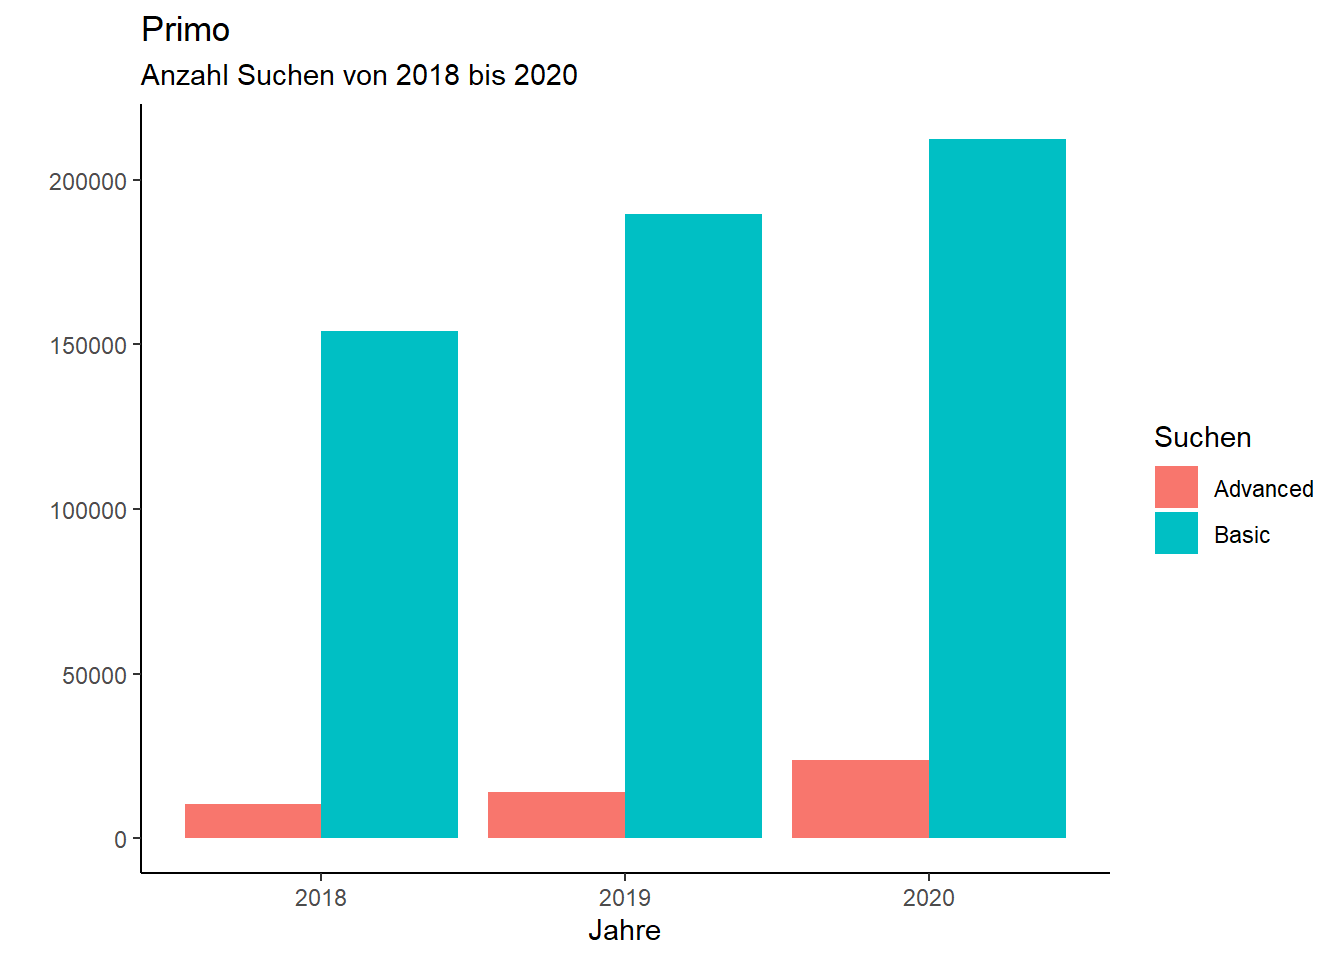 Primo
Anzahl Suchen von 2018 bis 2020
200000
150000
100000
50000
0
2018 2019 2020
Jahre
Suchen
Advanced
Basic